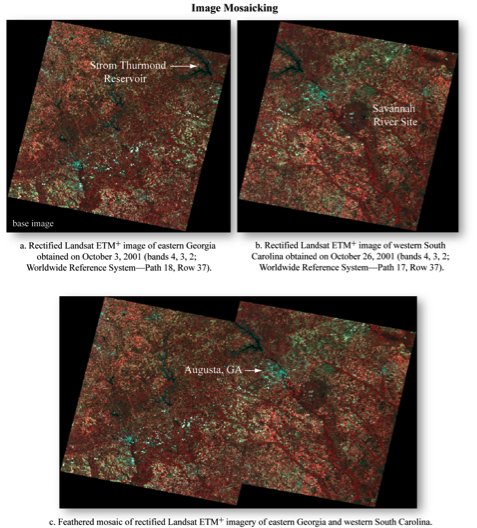 Image Mosaicking
Strom Thurmond
Reservoir
base image
Savannah
River Site
a. Rectified Landsat ETM+ image of eastern Georgia
obtained on October 3, 2001 (bands 4, 3, 2;
Worldwide Reference System—Path 18, Row 37).
b. Rectified Landsat ETM+ image of western South
Carolina obtained on October 26, 2001 (bands 4, 3, 2;
Worldwide Reference System—Path 17, Row 37).
Augusta, GA
c. Feathered mosaic of rectified Landsat ETM+ imagery of eastern Georgia and western South Carolina.